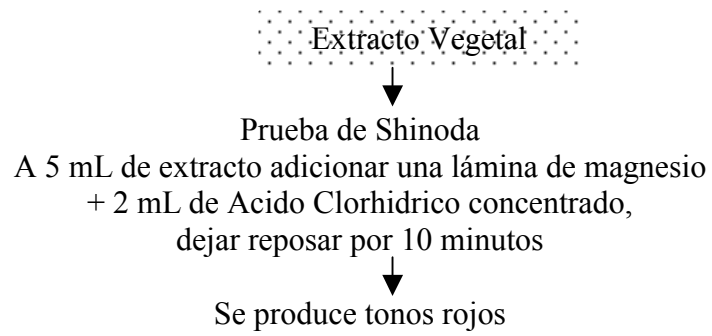 Extracto Vegetal
Prueba de Shinoda
A 5 mL de extracto adicionar una lámina de magnesio
+ 2 mL de Acido Clorhidrico concentrado,
dejar reposar por 10 minutos
Se produce tonos rojos